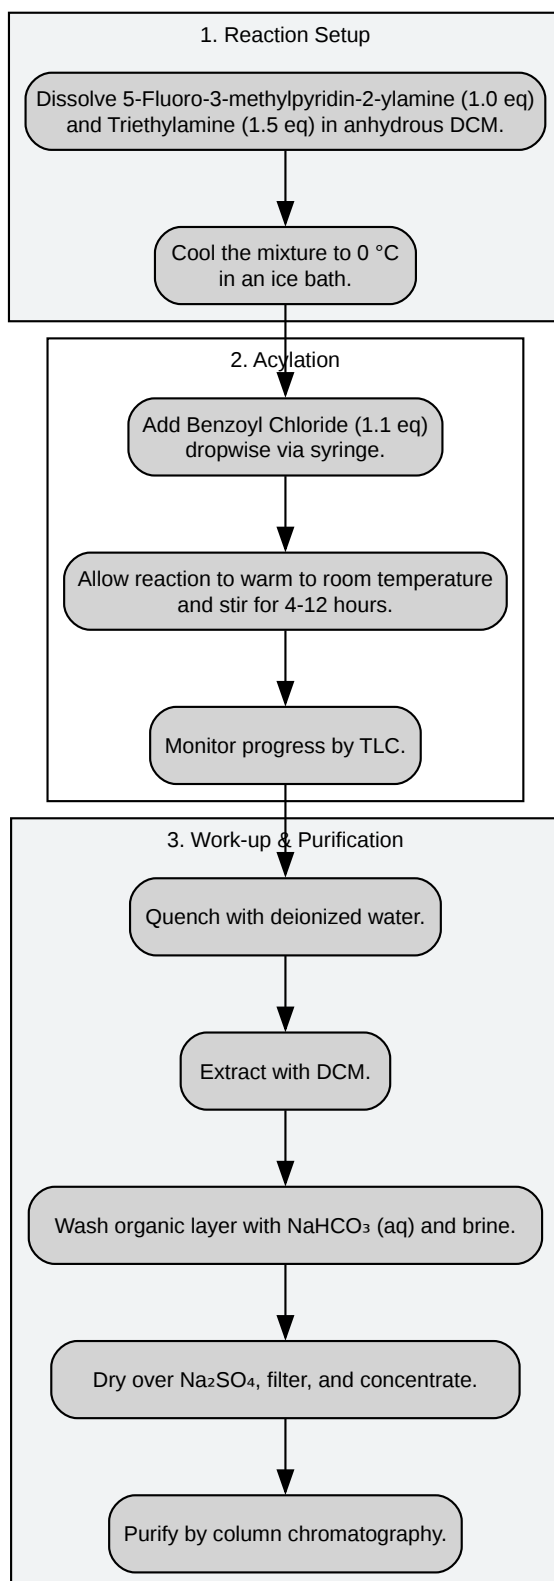 1. Reaction Setup
Dissolve 5-Fluoro-3-methylpyridin-2-ylamine (1.0 eq)
and Triethylamine (1.5 eq) in anhydrous DCM.
Cool the mixture to 0 °C
in an ice bath.
2. Acylation
Add Benzoyl Chloride (1.1 eq)
dropwise via syringe.
Allow reaction to warm to room temperature
and stir for 4-12 hours.
Monitor progress by TLC.
3. Work-up & Purification
Quench with deionized water.
Extract with DCM.
Wash organic layer with NaHCO₃ (aq) and brine.
Dry over Na₂SO₄, filter, and concentrate.
Purify by column chromatography.